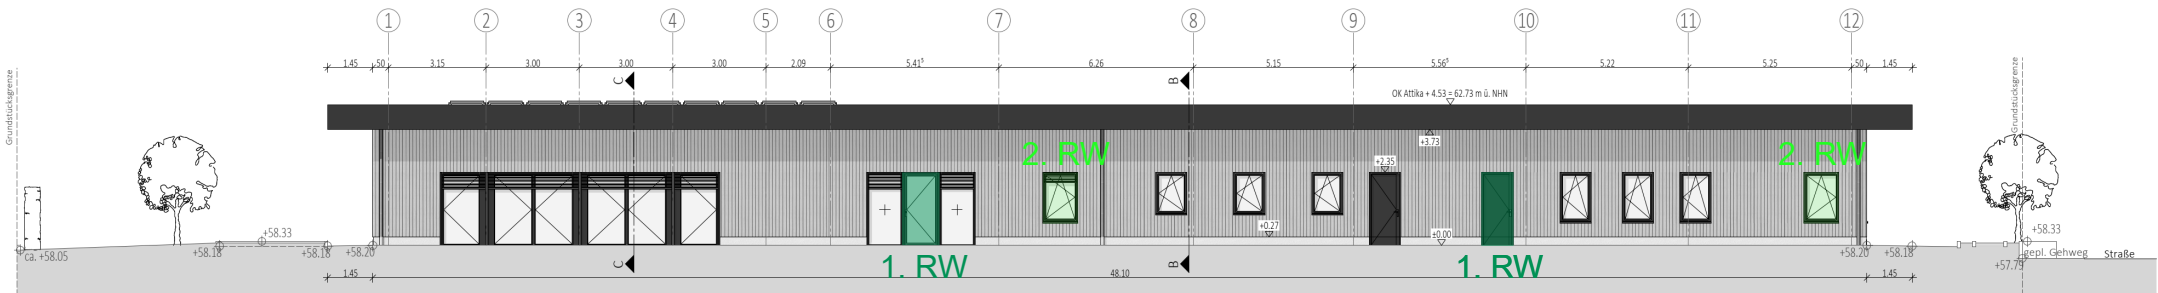 1 2 3 4 5 6 7 8 9 10 11 12
1.45 50 3.15 3.00 3.00 3.00 2.09 5.41⁵ 6.26 5.15 5.56⁵ 5.22 5.25 50 1.45
Grundstücksgrenze
Grundstücksgrenze
C B
OK Attika + 4.53 = 62.73 m ü. NHN
+3.73
2. RW 2. RW
+2.35
+0.27
±0.00
+58.33
+58.33
ca. +58.05 +58.18 +58.18 +58.20
+58.20 +58.18
gepl. Gehweg Straße
+57.79
C B
1. RW 1. RW
1.45 48.10 1.45